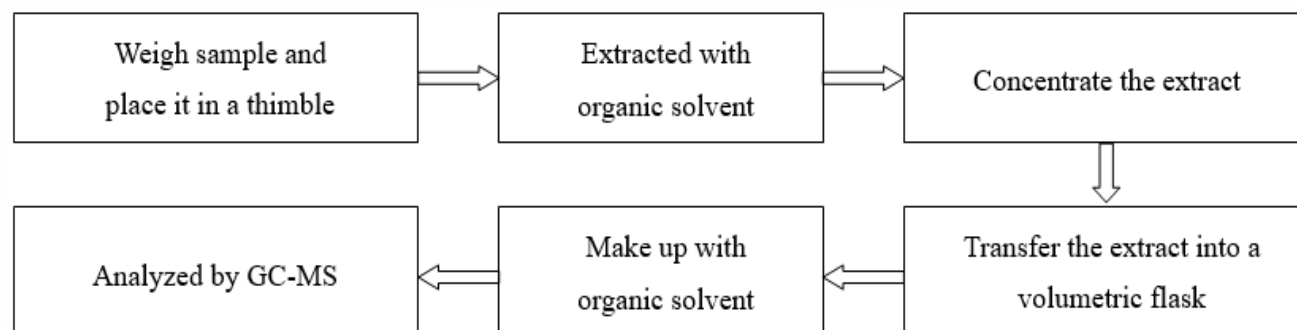 Weigh sample and
place it in a thimble
Extracted with
organic solvent
Concentrate the extract
Transfer the extract into a
volumetric flask
Make up with
organic solvent
Analyzed by GC-MS